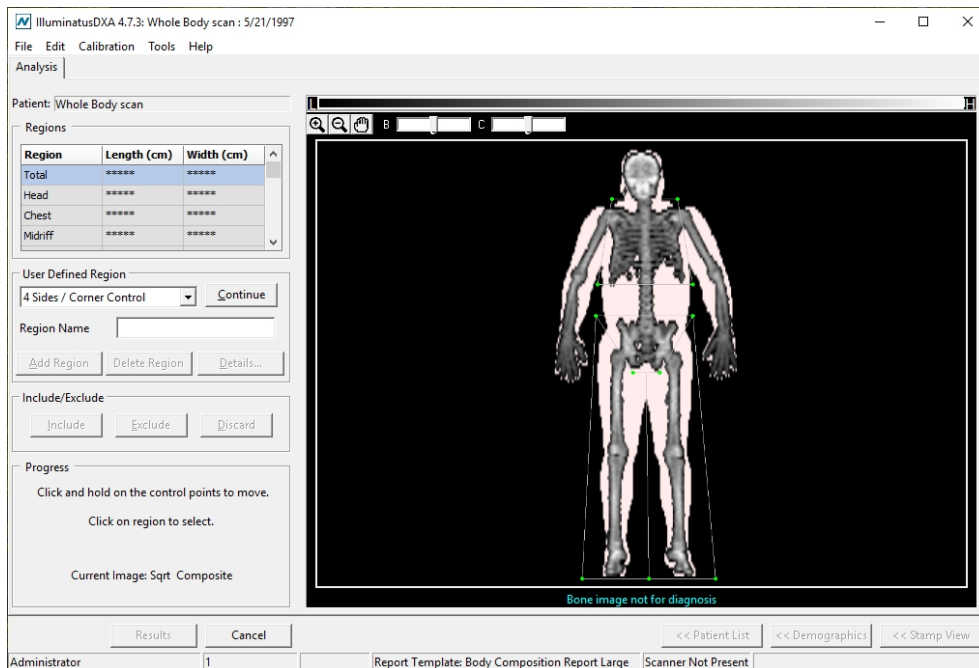 IlluminatusDXA 4.7.3: Whole Body scan : 5/21/1997
File Edit Calibration Tools Help
Analysis
Patient: Whole Body scan
Regions
Region Length (cm) Width (cm)
Total ***** *****
Head ***** *****
Chest ***** *****
Midriff ***** *****
User Defined Region
4 Sides / Corner Control Continue
Region Name
Add Region Delete Region Details...
Include/Exclude
Include Exclude Discard
Progress
Click and hold on the control points to move.
Click on region to select.
Current Image: Sqrt Composite
L H
B C
Bone image not for diagnosis
Results Cancel << Patient List << Demographics << Stamp View
Administrator 1 Report Template: Body Composition Report Large Scanner Not Present